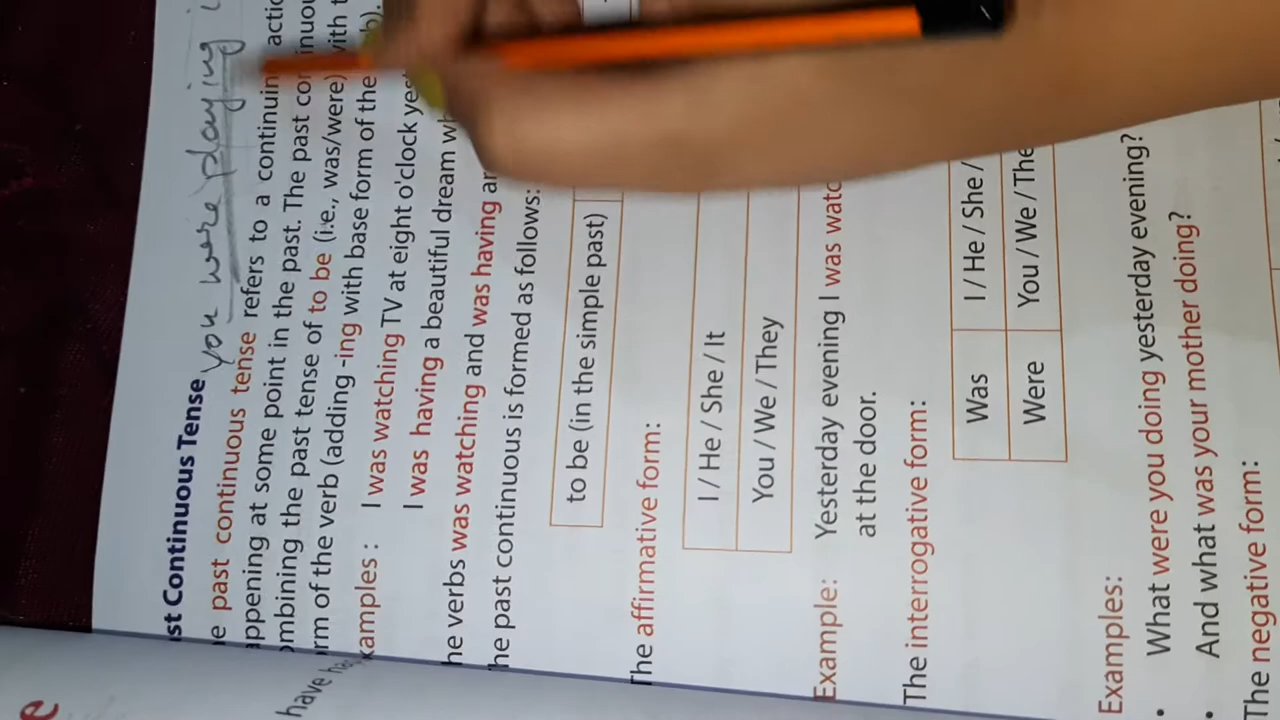 you were playing
st Continuous Tense
e past continuous tense refers to a continuin actio
appening at some point in the past. The past con inuou
ombining the past tense of to be (i.e., was/were) with t
rm of the verb (adding -ing with base form of the b).
xamples : I was watching TV at eight o'clock yes
I was having a beautiful dream wh
he verbs was watching and was having an
he past continuous is formed as follows:
to be (in the simple past)
The affirmative form:
I / He / She / It
You / We / They
Example: Yesterday evening I was watc
at the door.
The interrogative form:
Was I / He / She /
Were You / We / The
Examples:
• What were you doing yesterday evening?
• And what was your mother doing?
The negative form:
have
e